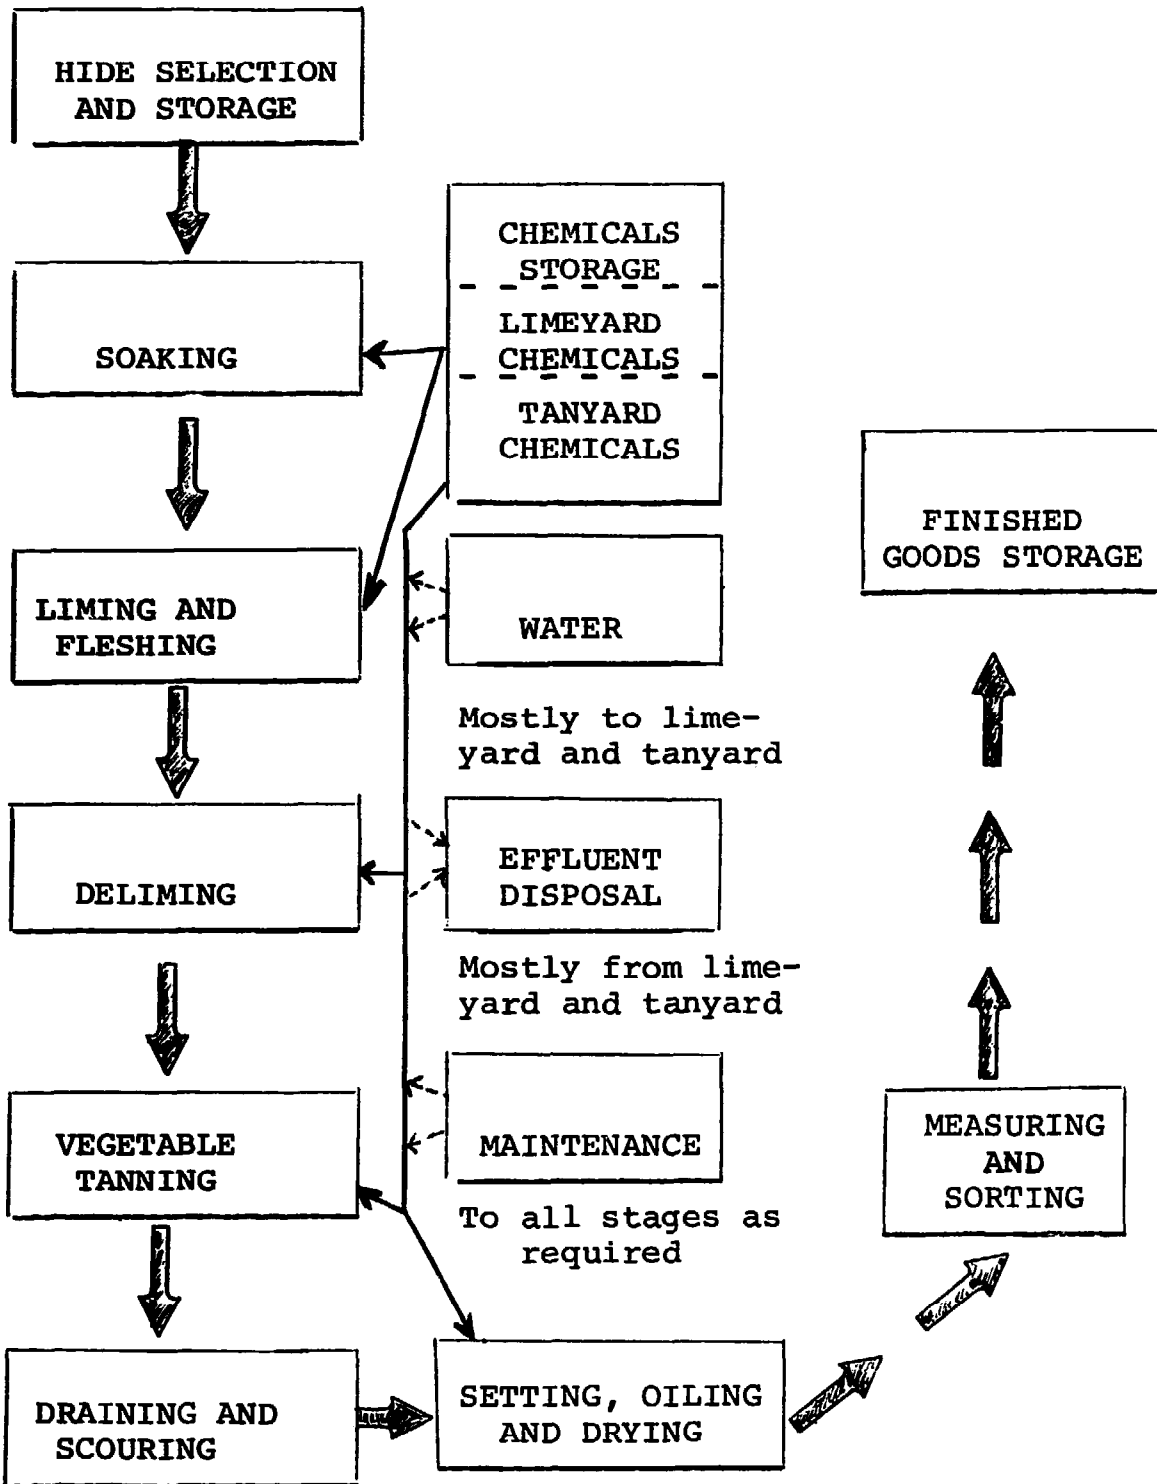 HIDE SELECTION
AND STORAGE
SOAKING
LIMING AND
FLESHING
DELIMING
VEGETABLE
TANNING
DRAINING AND
SCOURING
CHEMICALS
STORAGE
LIMEYARD
CHEMICALS
TANYARD
CHEMICALS
WATER
Mostly to lime-
yard and tanyard
EFFLUENT
DISPOSAL
Mostly from lime-
yard and tanyard
MAINTENANCE
To all stages as
required
SETTING, OILING
AND DRYING
MEASURING
AND
SORTING
FINISHED
GOODS STORAGE